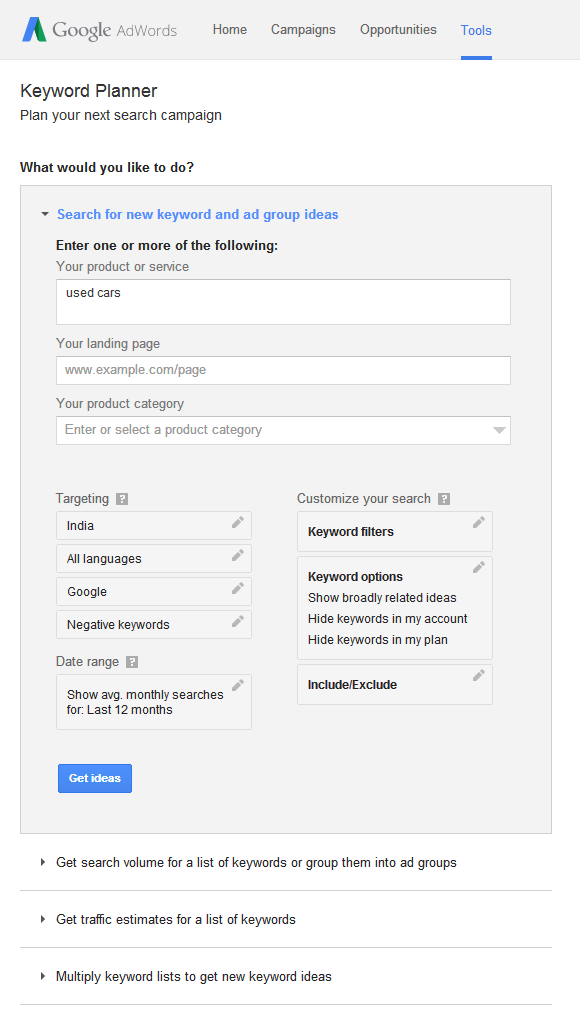 Google AdWords Home Campaigns Opportunities Tools
Keyword Planner
Plan your next search campaign
What would you like to do?
Search for new keyword and ad group ideas
Enter one or more of the following:
Your product or service
used cars
Your landing page
www.example.com/page
Your product category
Enter or select a product category
Targeting ?
India
All languages
Google
Negative keywords
Date range ?
Show avg. monthly searches
for: Last 12 months
Customize your search ?
Keyword filters
Keyword options
Show broadly related ideas
Hide keywords in my account
Hide keywords in my plan
Include/Exclude
Get ideas
Get search volume for a list of keywords or group them into ad groups
Get traffic estimates for a list of keywords
Multiply keyword lists to get new keyword ideas